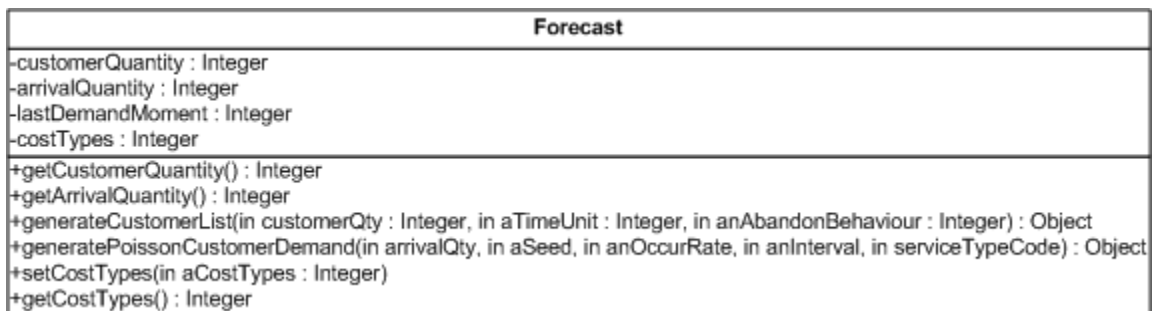 Forecast
-customerQuantity : Integer
-arrivalQuantity : Integer
-lastDemandMoment : Integer
-costTypes : Integer
+getCustomerQuantity() : Integer
+getArrivalQuantity() : Integer
+generateCustomerList(in customerQty : Integer, in aTimeUnit : Integer, in anAbandonBehaviour : Integer) : Object
+generatePoissonCustomerDemand(in arrivalQty, in aSeed, in anOccurRate, in anInterval, in serviceTypeCode) : Object
+setCostTypes(in aCostTypes : Integer)
+getCostTypes() : Integer